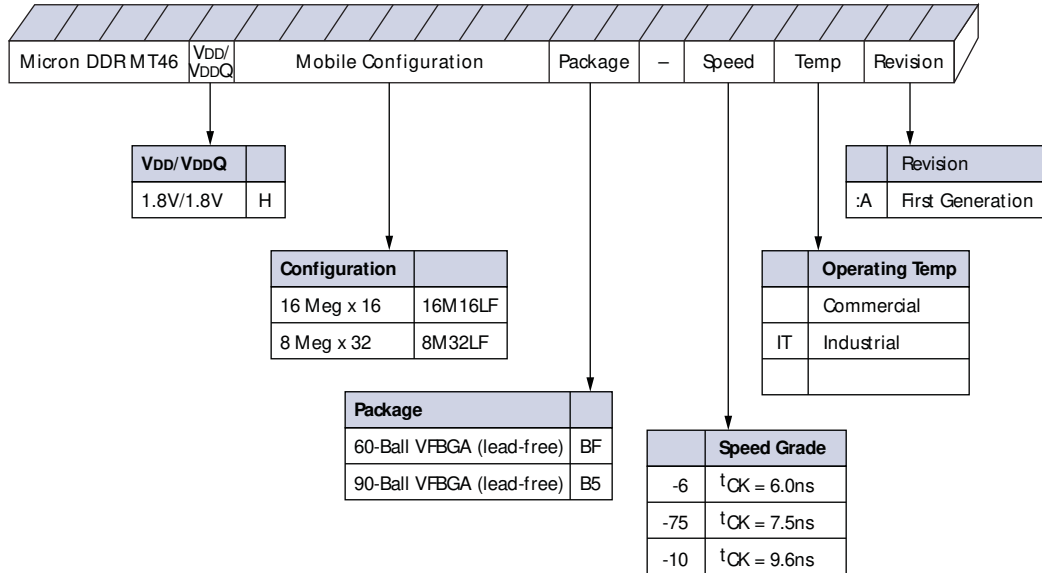 Micron DDR MT46 VDD/VDDQ Mobile Configuration Package – Speed Temp Revision
VDD/VDDQ
1.8V/1.8V H
Revision
:A First Generation
Configuration
16 Meg x 16 16M16LF
8 Meg x 32 8M32LF
Operating Temp
Commercial
IT Industrial
Package
60-Ball VFBGA (lead-free) BF
90-Ball VFBGA (lead-free) B5
Speed Grade
-6 tCK = 6.0ns
-75 tCK = 7.5ns
-10 tCK = 9.6ns